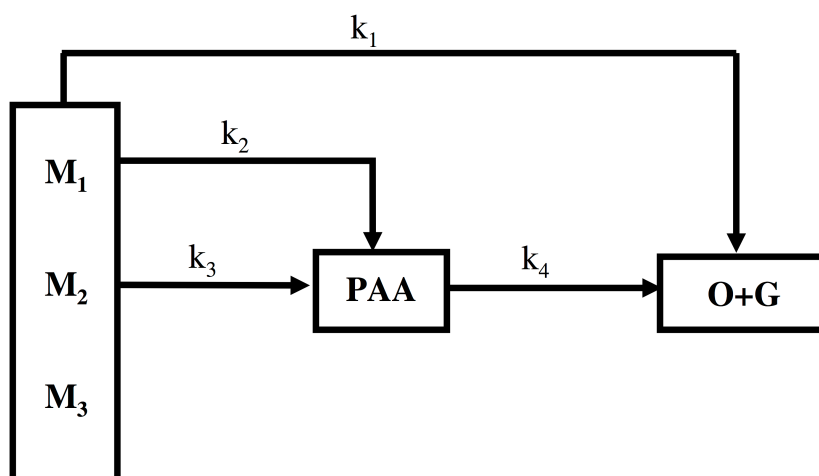 k₁
k₂
M₁
k₃
k₄
M₂
PAA
O+G
M₃